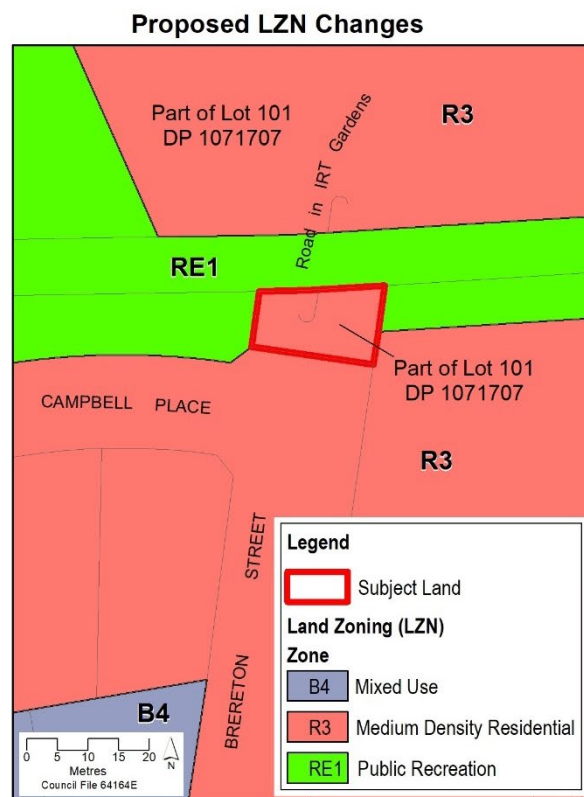 Proposed LZN Changes
Part of Lot 101
DP 1071707
R3
Road in IRT Gardens
RE1
Part of Lot 101
DP 1071707
CAMPBELL PLACE
R3
BRERETON STREET
B4
0 5 10 15 20
Metres
Council File 64164E
N
Legend
Subject Land
Land Zoning (LZN)
Zone
B4 Mixed Use
R3 Medium Density Residential
RE1 Public Recreation